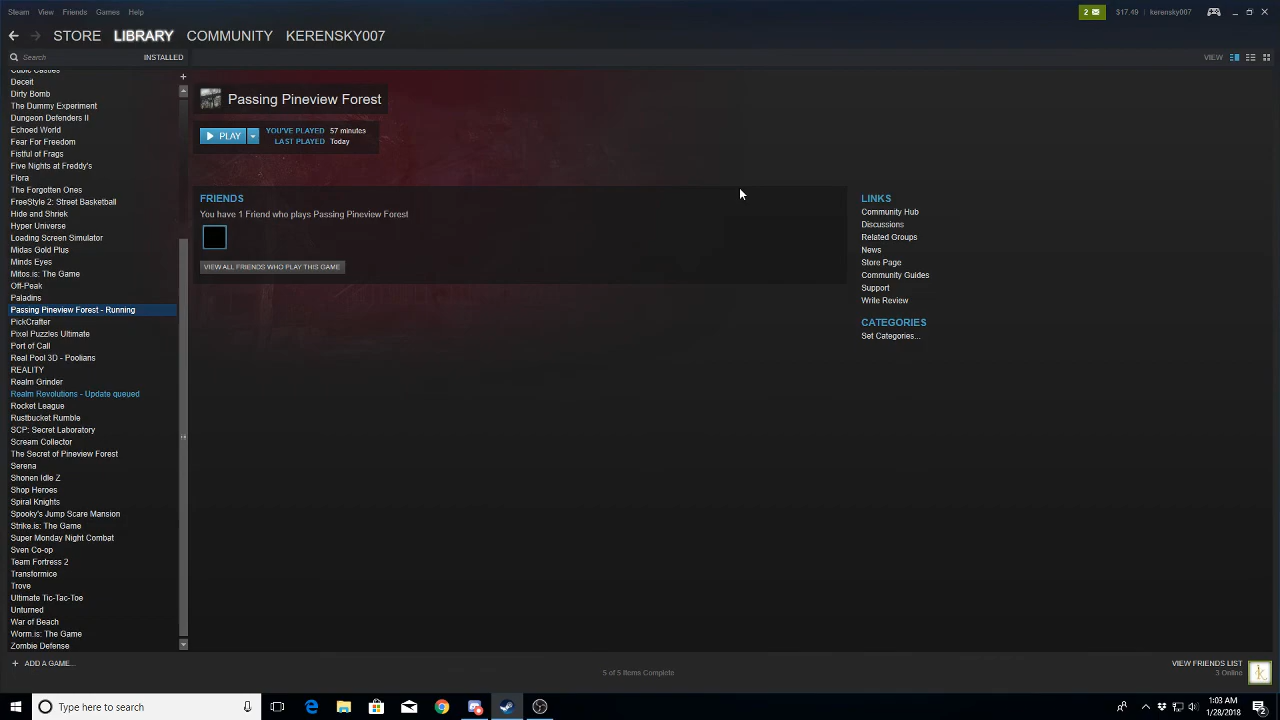 Steam View Friends Games Help
2 $17.49 kerensky007
STORE LIBRARY COMMUNITY KERENSKY007
Search INSTALLED
VIEW
Cubic Castles
Deceit
Dirty Bomb
The Dummy Experiment
Dungeon Defenders II
Echoed World
Fear For Freedom
Fistful of Frags
Five Nights at Freddy's
Flora
The Forgotten Ones
FreeStyle 2: Street Basketball
Hide and Shriek
Hyper Universe
Loading Screen Simulator
Midas Gold Plus
Minds Eyes
Mitos.is: The Game
Off-Peak
Paladins
Passing Pineview Forest - Running
PickCrafter
Pixel Puzzles Ultimate
Port of Call
Real Pool 3D - Poolians
REALITY
Realm Grinder
Realm Revolutions - Update queued
Rocket League
Rustbucket Rumble
SCP: Secret Laboratory
Scream Collector
The Secret of Pineview Forest
Serena
Shonen Idle Z
Shop Heroes
Spiral Knights
Spooky's Jump Scare Mansion
Strike.is: The Game
Super Monday Night Combat
Sven Co-op
Team Fortress 2
Transformice
Trove
Ultimate Tic-Tac-Toe
Unturned
War of Beach
Worm.is: The Game
Zombie Defense
+ ADD A GAME...
Passing Pineview Forest
PLAY
YOU'VE PLAYED 57 minutes
LAST PLAYED Today
FRIENDS
You have 1 Friend who plays Passing Pineview Forest
VIEW ALL FRIENDS WHO PLAY THIS GAME
LINKS
Community Hub
Discussions
Related Groups
News
Store Page
Community Guides
Support
Write Review
CATEGORIES
Set Categories...
5 of 5 Items Complete
VIEW FRIENDS LIST
3 Online
Type here to search
1:03 AM
1/28/2018
2